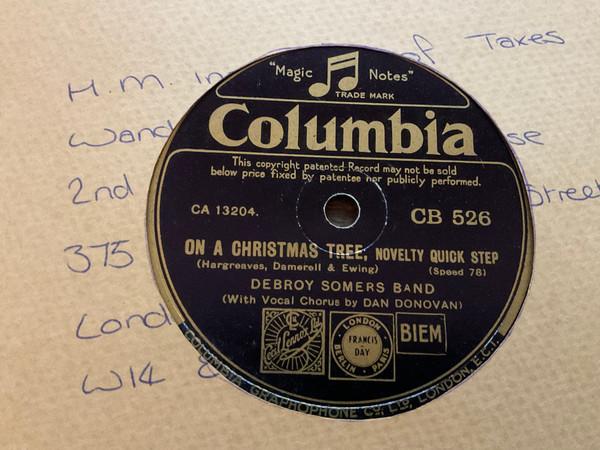 H.M. In of Taxes
Wand se
2nd Street
375
Lond
W14
"Magic Notes"
TRADE MARK
Columbia
This copyright patented Record may not be sold
below price fixed by patentee nor publicly performed.
CA 13204. CB 526
ON A CHRISTMAS TREE, NOVELTY QUICK STEP
(Hargreaves, Damerell & Ewing) (Speed 78)
DEBROY SOMERS BAND
(With Vocal Chorus by DAN DONOVAN)
Cecil Lennox Ltd
LONDON
FRANCIS-DAY
BERLIN PARIS
BIEM
COLUMBIA GRAPHOPHONE CO. LTD, LONDON, E.C.1.